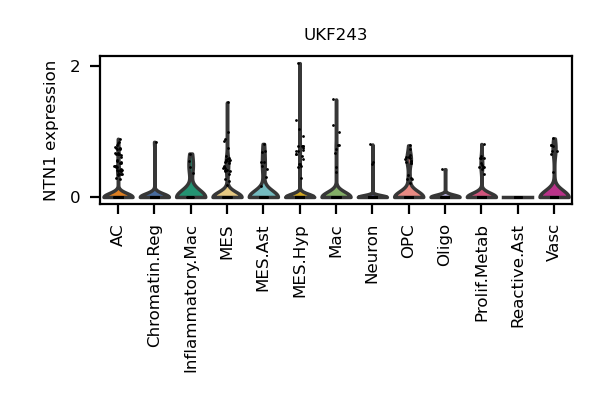 UKF243
NTN1 expression
2
0
AC
Chromatin.Reg
Inflammatory.Mac
MES
MES.Ast
MES.Hyp
Mac
Neuron
OPC
Oligo
Prolif.Metab
Reactive.Ast
Vasc